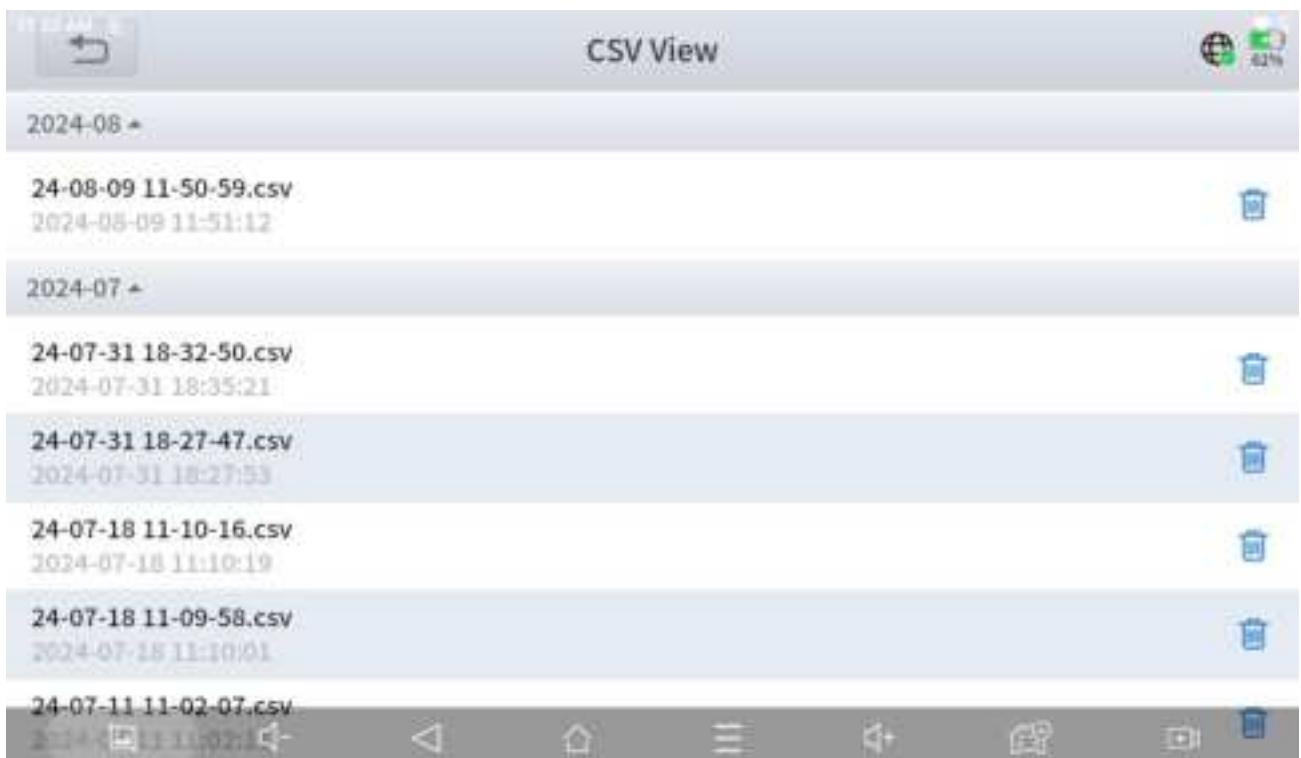 CSV View
62%
2024-08
24-08-09 11-50-59.csv
2024-08-09 11:51:12
2024-07
24-07-31 18-32-50.csv
2024-07-31 18:35:21
24-07-31 18-27-47.csv
2024-07-31 18:27:53
24-07-18 11-10-16.csv
2024-07-18 11:10:19
24-07-18 11-09-58.csv
2024-07-18 11:10:01
24-07-11 11-02-07.csv